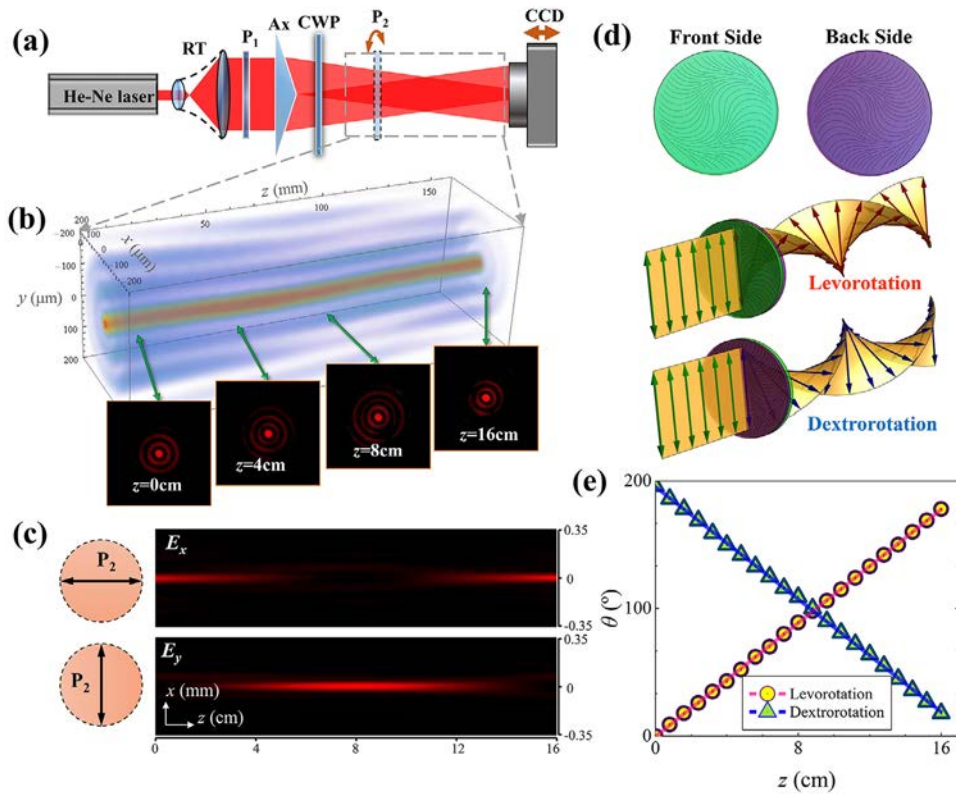 (a)
RT
P1
Ax
CWP
P2
CCD
He-Ne laser
(b)
z (mm)
50
100
150
200
-200
-100
0
100
200
y (μm)
x (μm)
200
100
0
100
200
z=0cm
z=4cm
z=8cm
z=16cm
(c)
P2
Ex
0.35
0
-0.35
P2
Ey
0.35
0
-0.35
x (mm)
z (cm)
0
4
8
12
16
(d)
Front Side
Back Side
Levorotation
Dextrorotation
(e)
200
100
0
θ (º)
Levorotation
Dextrorotation
0
8
16
z (cm)